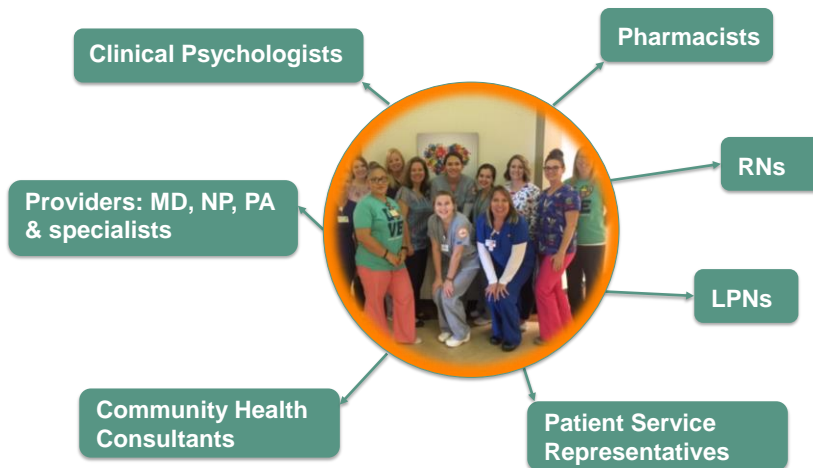 Clinical Psychologists
Pharmacists
RNs
Providers: MD, NP, PA
& specialists
LPNs
Community Health
Consultants
Patient Service
Representatives